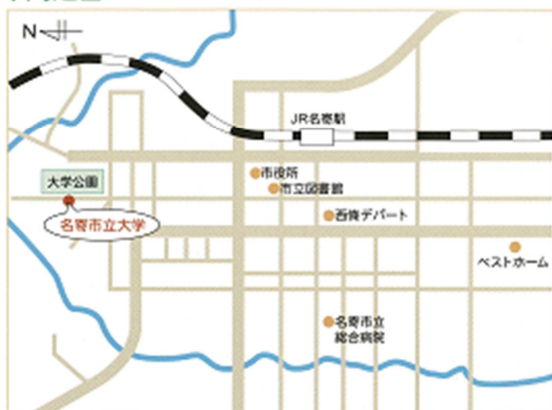 N
JR名寄駅
市役所
市立図書館
大学公園
名寄市立大学
西條デパート
ベストホーム
名寄市立
総合病院